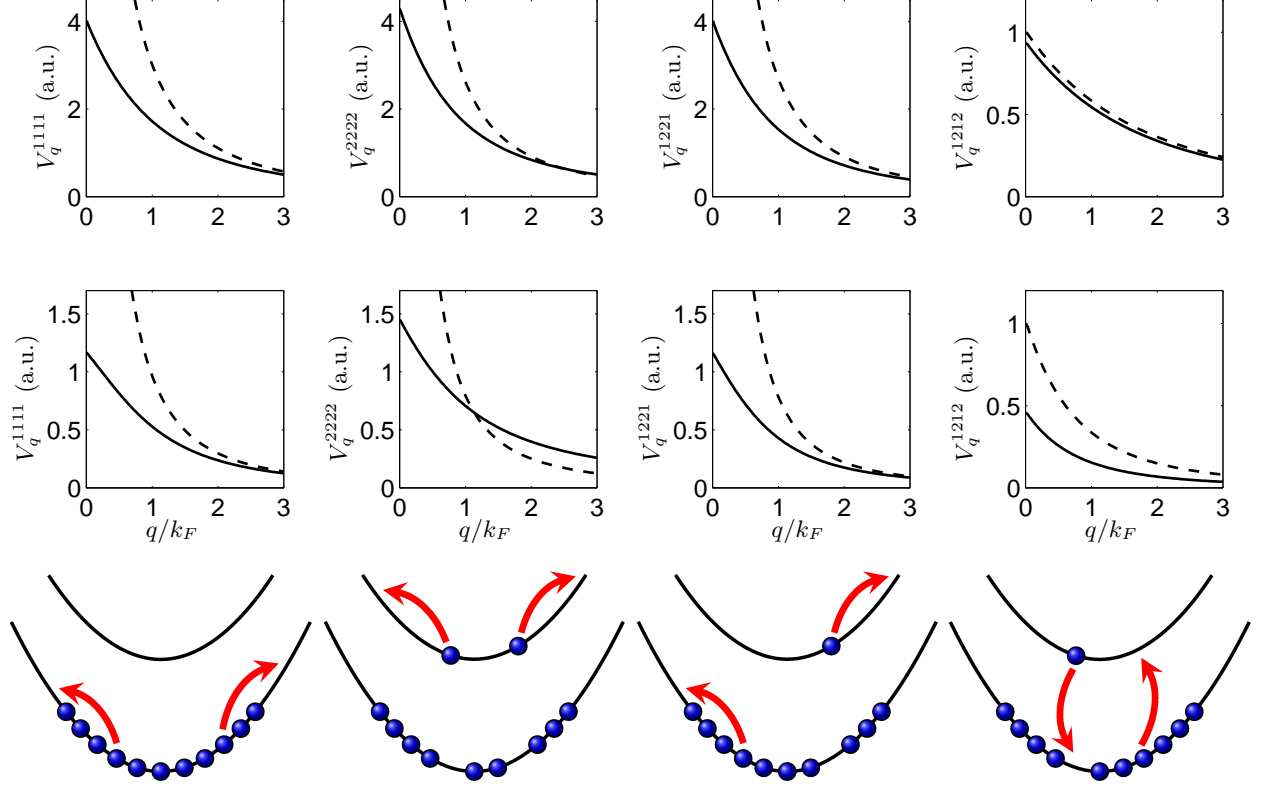 4
2
0
0 1 2 3
V_q^{1111} (a.u.)
4
2
0
0 1 2 3
V_q^{2222} (a.u.)
4
2
0
0 1 2 3
V_q^{1221} (a.u.)
1
0.5
0
0 1 2 3
V_q^{1212} (a.u.)
1.5
1
0.5
0
0 1 2 3
V_q^{1111} (a.u.)
q/k_F
1.5
1
0.5
0
0 1 2 3
V_q^{2222} (a.u.)
q/k_F
1.5
1
0.5
0
0 1 2 3
V_q^{1221} (a.u.)
q/k_F
1
0.5
0
0 1 2 3
V_q^{1212} (a.u.)
q/k_F